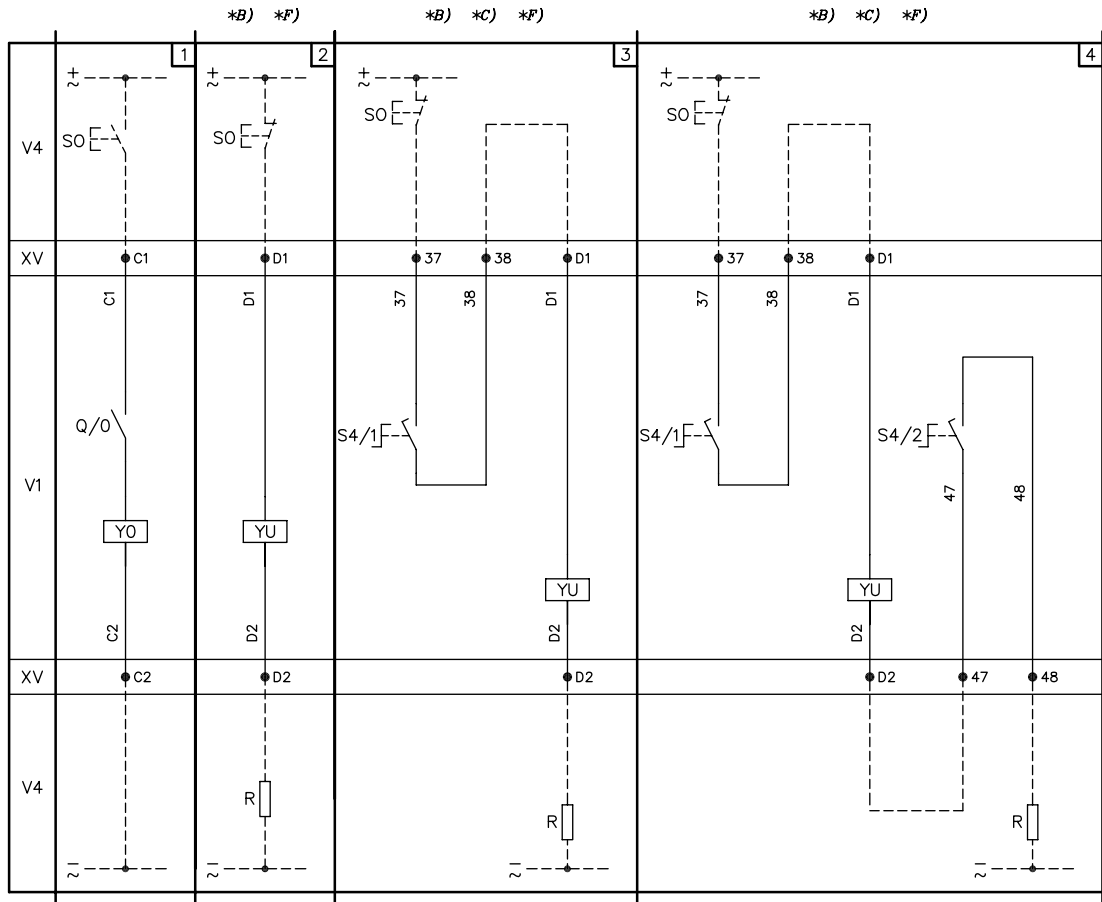 *B) *F) *B) *C) *F) *B) *C) *F)
1 2 3 4
+ ~ + ~ + ~ + ~
SO SO
V4 SO SO
XV C1 D1 37 38 D1 37 38 D1
C1 D1 37 38 D1 37 38 D1
Q/0 S4/1 S4/1 S4/2
V1 47 48
Y0 YU
YU YU
C2 D2 D2 D2
XV C2 D2 D2 D2 47 48
V4 R R R
− ~ − ~ − ~ − ~